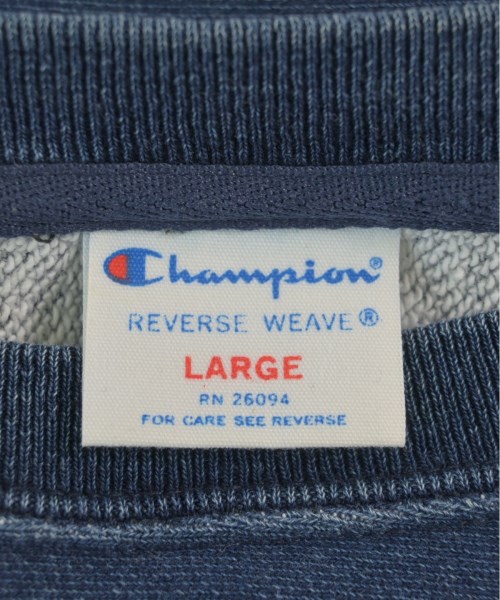 Champion®
REVERSE WEAVE®
LARGE
RN 26094
FOR CARE SEE REVERSE